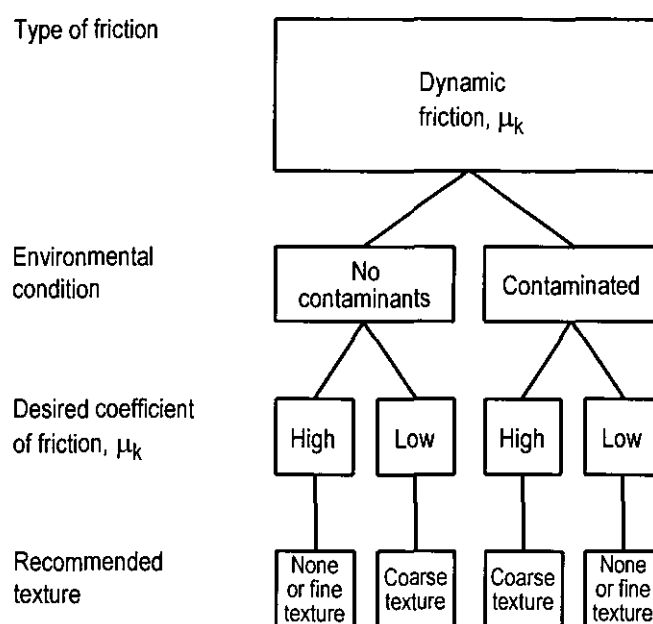 Type of friction
Dynamic
friction, μk
Environmental
condition
No
contaminants
Contaminated
Desired coefficient
of friction, μk
High
Low
High
Low
Recommended
texture
None
or fine
texture
Coarse
texture
Coarse
texture
None
or fine
texture